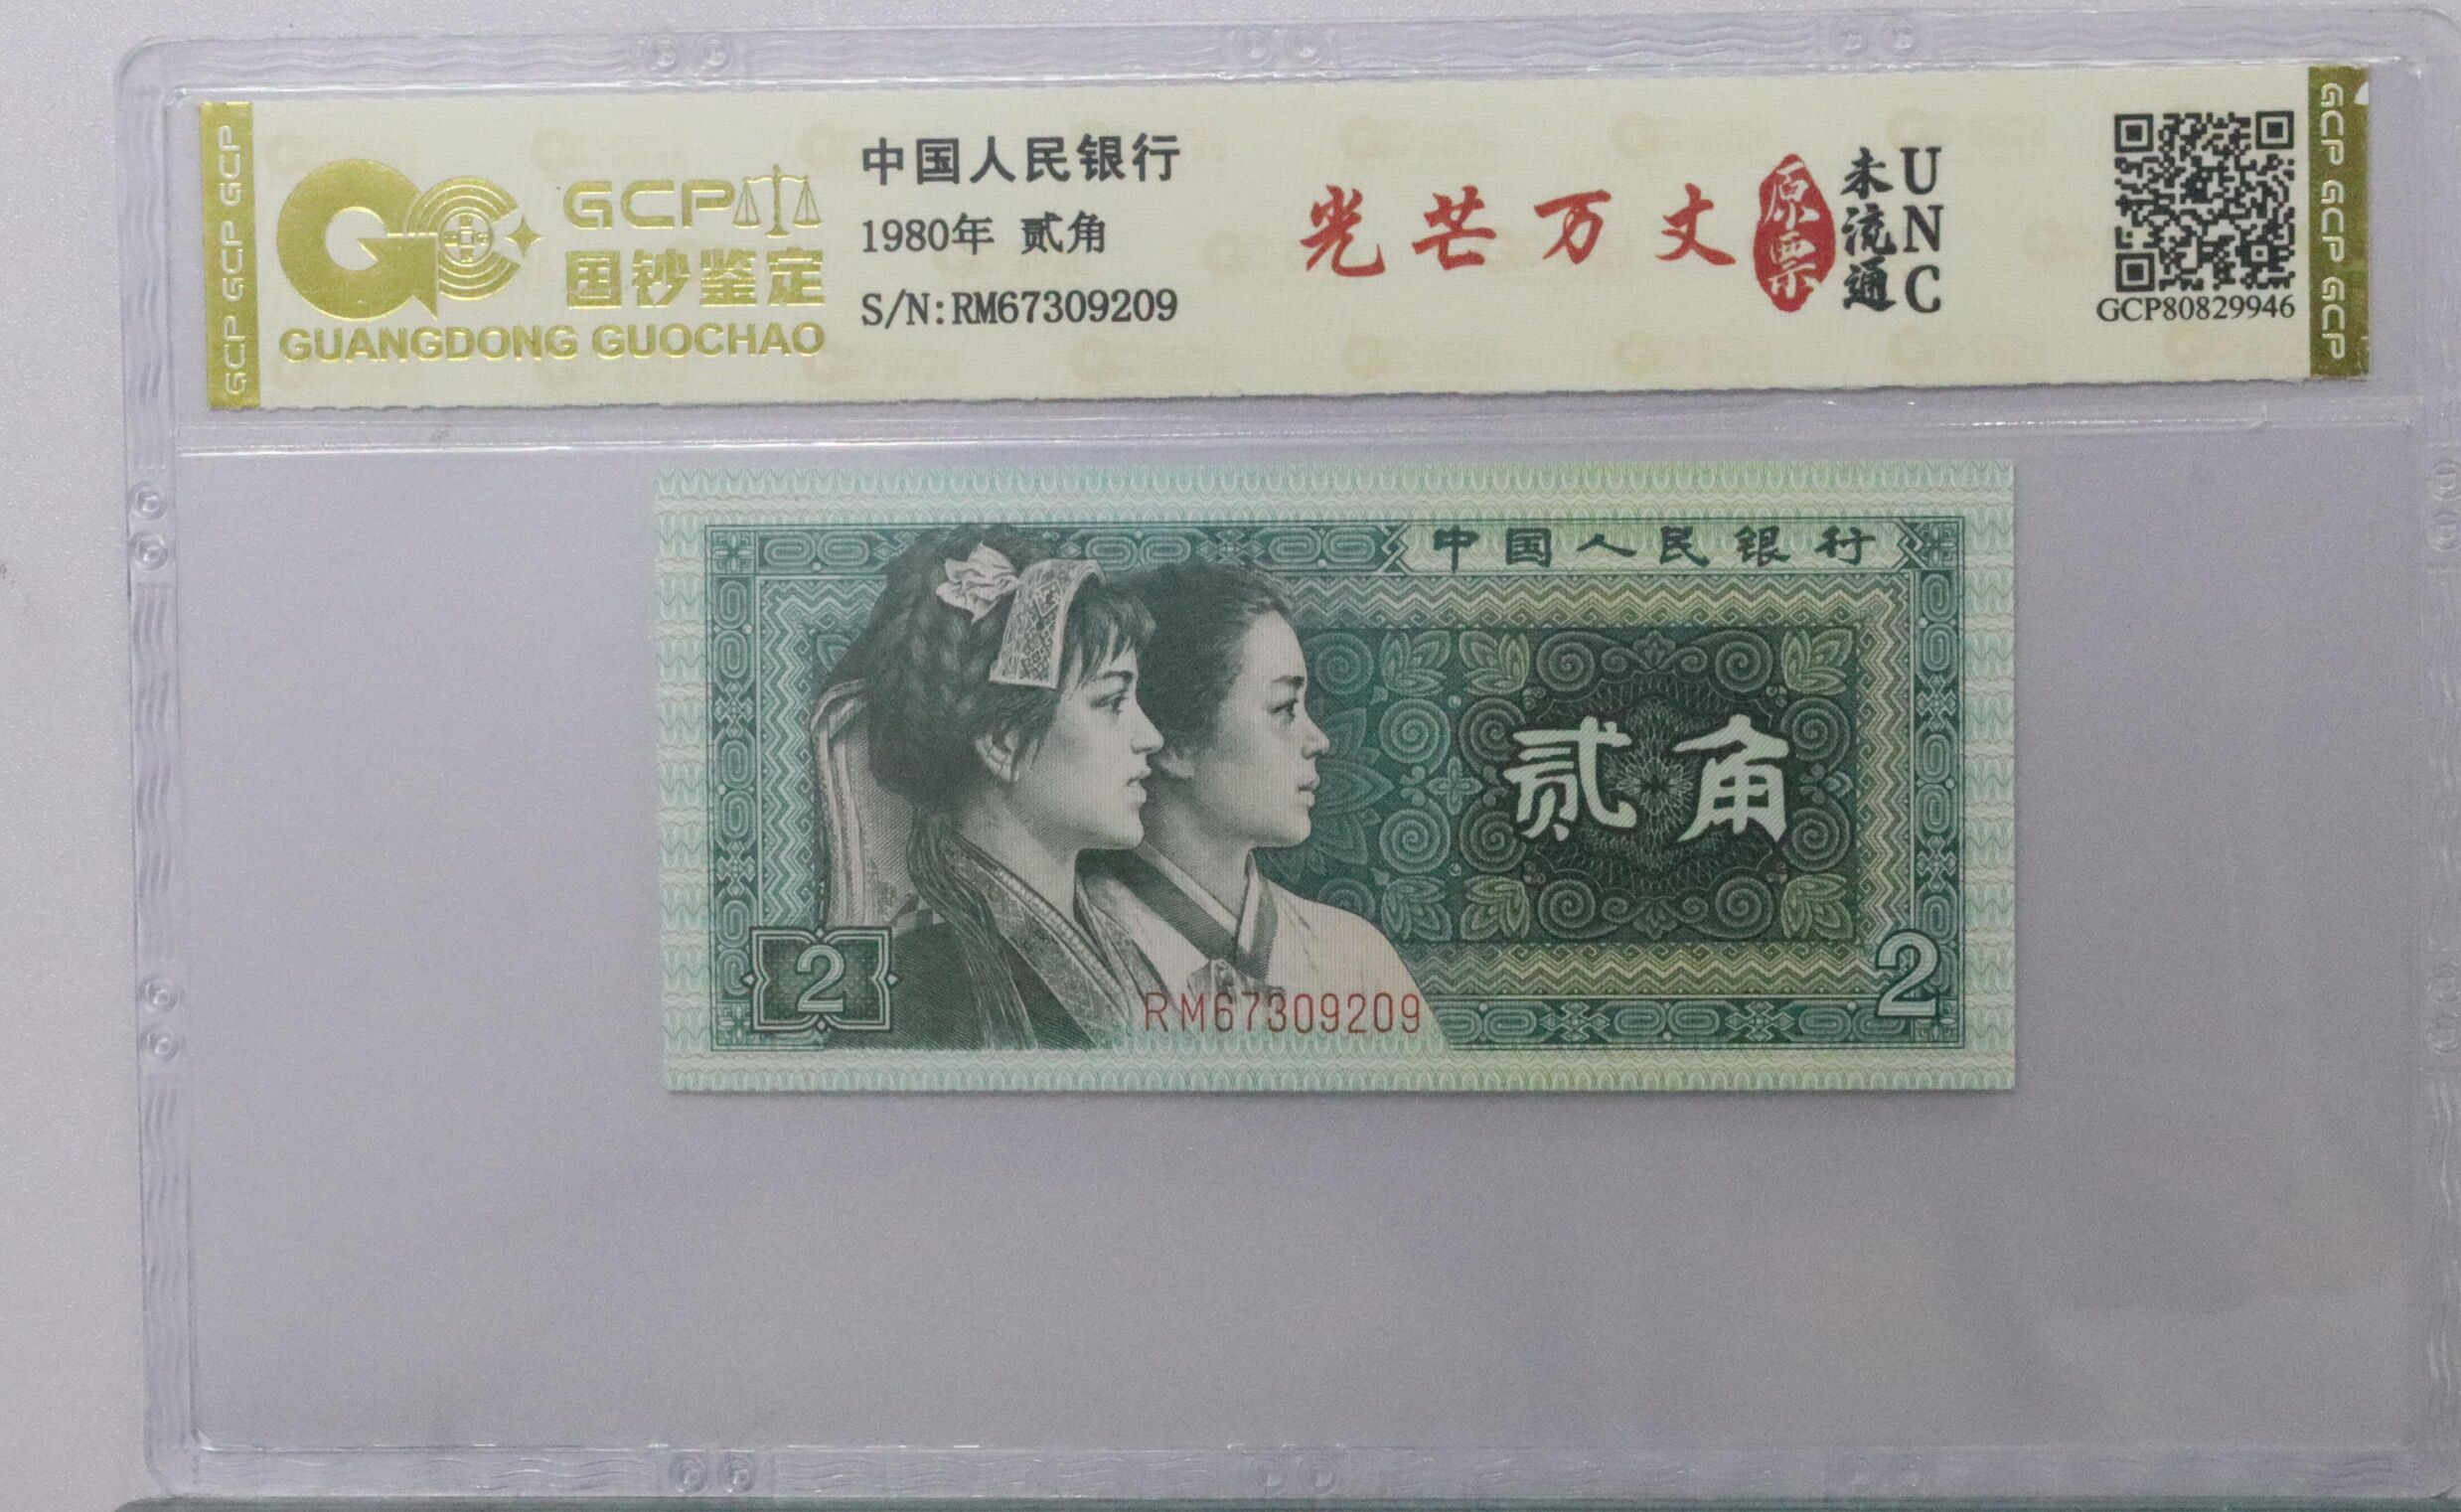 GCP GCP GCP
GCP
国钞鉴定
GUANGDONG GUOCHAO
中国人民银行
1980年 贰角
S/N:RM67309209
光芒万丈
原票
未流通
UNC
GCP80829946
GCP GCP GCP
中国人民银行
贰角
2
RM67309209
2